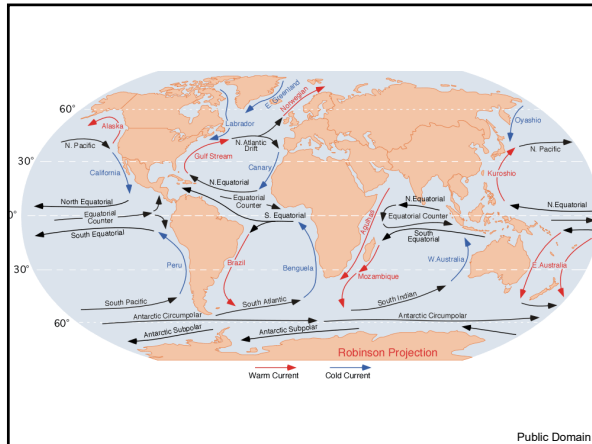 E. Greenland
Norwegian
60°
Alaska
Labrador
Oyashio
N. Pacific
N. Atlantic
Drift
N. Pacific
30°
Gulf Stream
Canary
California
Kuroshio
N.Equatorial
North Equatorial
Equatorial
Counter
N.Equatorial
N.Equatorial
0°
Equatorial
Counter
S. Equatorial
Agulhas
Equatorial Counter
South Equatorial
South
Equatorial
Brazil
Peru
Benguela
Mozambique
W.Australia
E.Australia
30°
South Pacific
South Atlantic
South Indian
Antarctic Circumpolar
Antarctic Circumpolar
60°
Antarctic Subpolar
Antarctic Subpolar
Robinson Projection
Warm Current
Cold Current
Public Domain